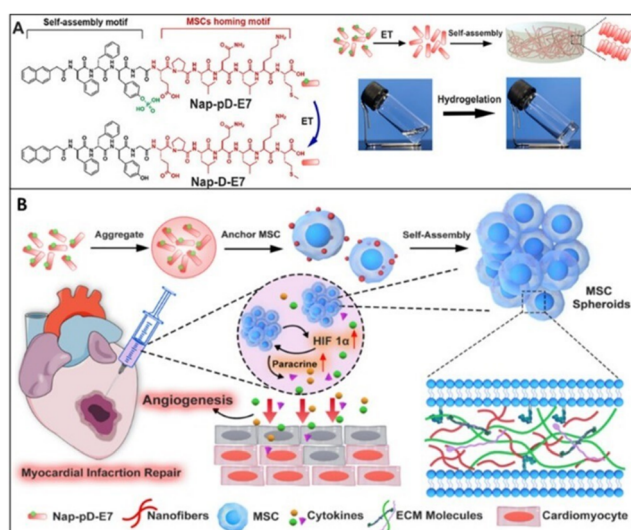 A
Self-assembly motif
MSCs homing motif
Nap-pD-E7
ET
Nap-D-E7
ET
Self-assembly
Hydrogelation
B
Aggregate
Anchor MSC
Self-Assembly
MSC
Spheroids
HIF 1α
Paracrine
Angiogenesis
Myocardial Infacrtion Repair
Nap-pD-E7
Nanofibers
MSC
Cytokines
ECM Molecules
Cardiomyocyte